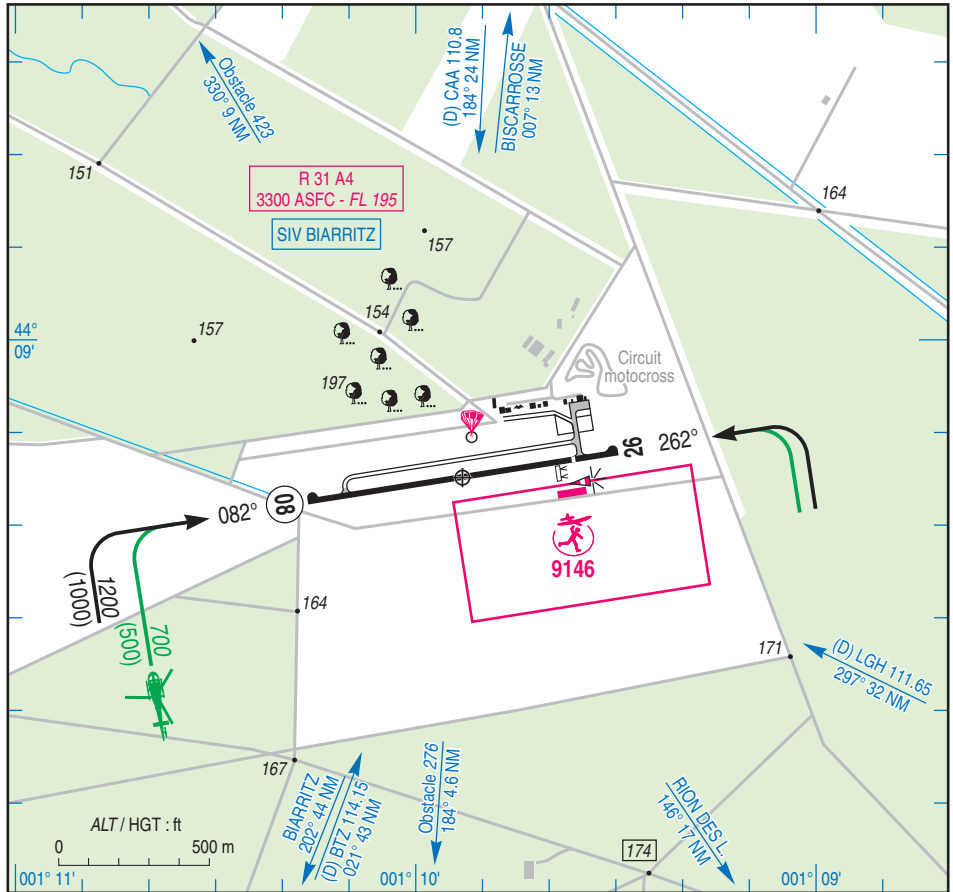 Obstacle 423
330° 9 NM
(D) CAA 110.8
184° 24 NM
BISCARROSSE
007° 13 NM
151
R 31 A4
3300 ASFC - FL 195
SIV BIARRITZ
157
164
44°
09'
157
154
197
Circuit
motocross
26
262°
08
082°
1200
(1000)
700
(500)
9146
164
171
(D) LGH 111.65
297° 32 NM
167
BIARRITZ
202° 44 NM
(D) BTZ 114.15
021° 43 NM
Obstacle 276
184° 4.6 NM
RION DES L.
146° 17 NM
174
ALT / HGT : ft
0 500 m
001° 11'
001° 10'
001° 09'